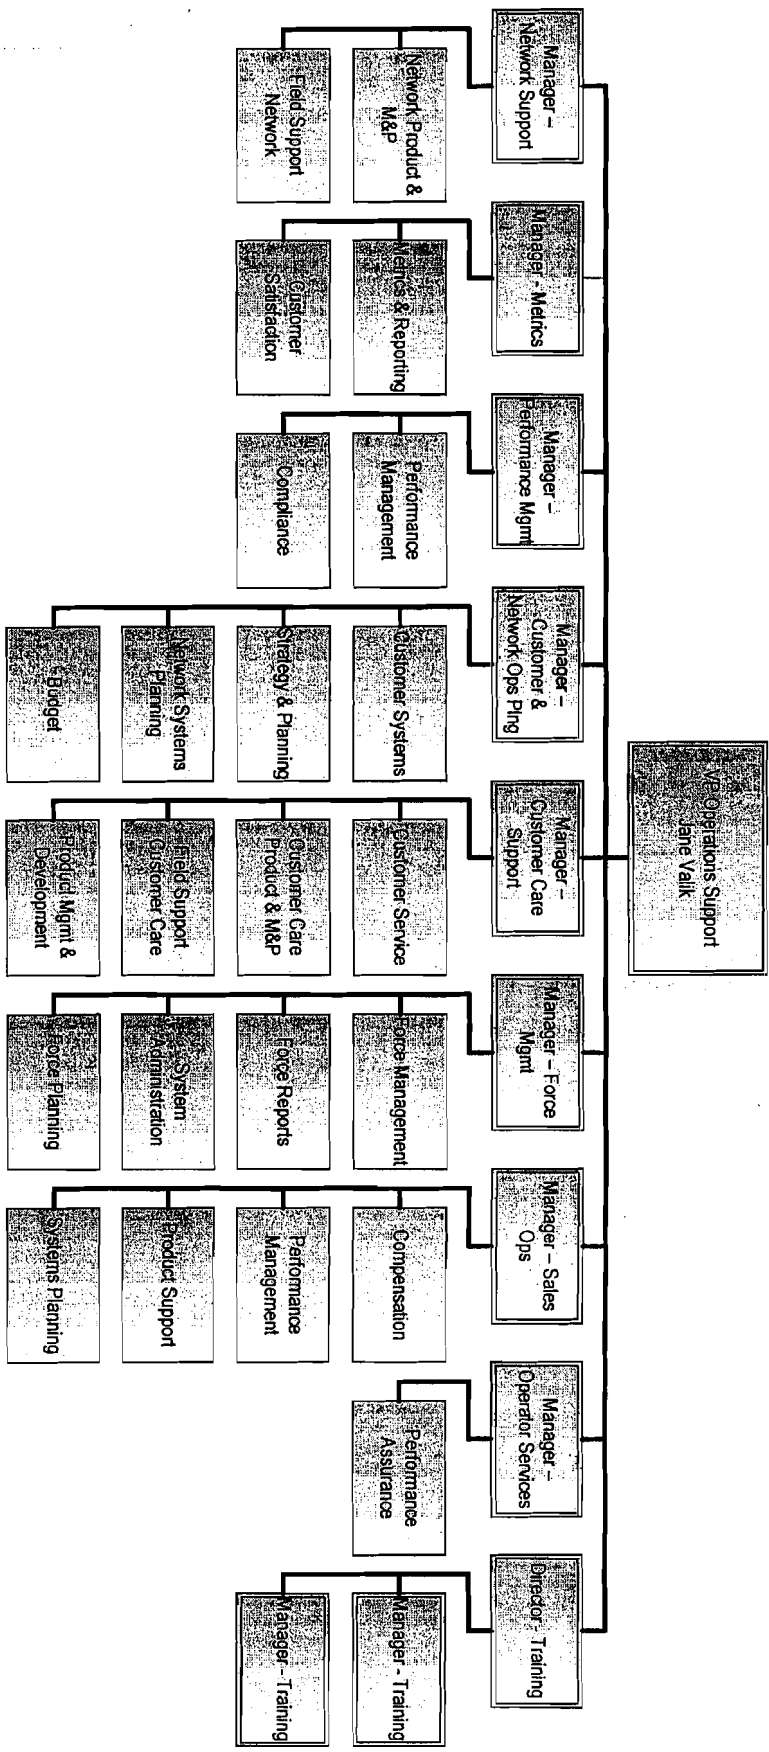 VP Operations Support
Jane Valik
Manager –
Network Support
Network Product &
M&P
Field Support
Network
Manager - Metrics
Metrics & Reporting
Customer
Satisfaction
Manager –
Performance Mgmt
Performance
Management
Compliance
Manager –
Customer &
Network Ops Plng
Customer Systems
Strategy & Planning
Network Systems
Planning
Budget
Manager –
Customer Care
Support
Customer Service
Customer Care
Product & M&P
Field Support
Customer Care
Product Mgmt &
Development
Manager – Force
Mgmt
Force Management
Force Reports
System
Administration
Force Planning
Manager – Sales
Ops
Compensation
Performance
Management
Product Support
Systems Planning
Manager –
Operator Services
Performance
Assurance
Director - Training
Manager - Training
Manager - Training